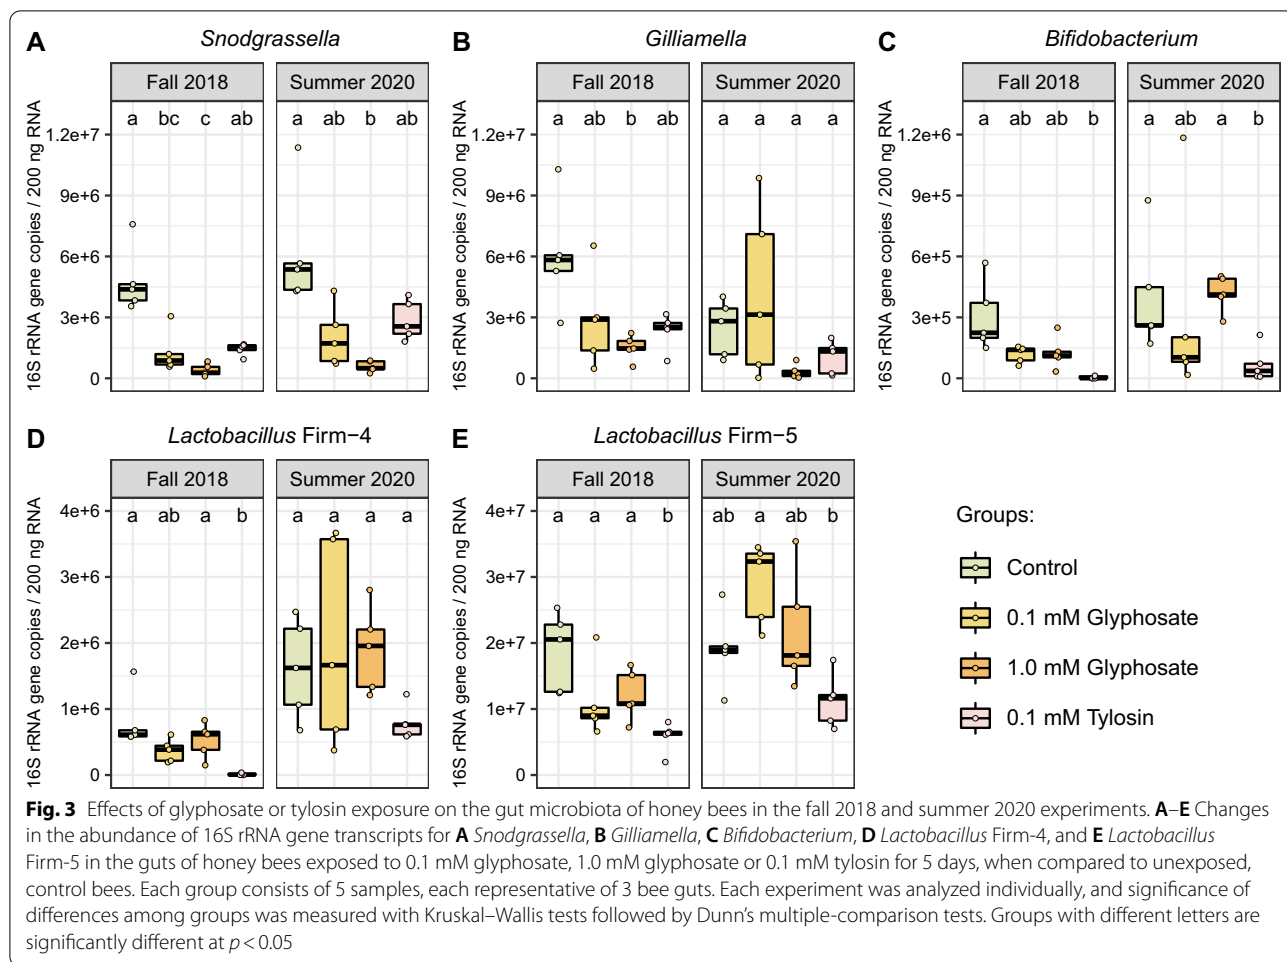 A Snodgrassella
Fall 2018 Summer 2020
a bc c ab a ab b ab
16S rRNA gene copies / 200 ng RNA
1.2e+7
9e+6
6e+6
3e+6
0
B Gilliamella
Fall 2018 Summer 2020
a ab b ab a a a a
16S rRNA gene copies / 200 ng RNA
1.2e+7
9e+6
6e+6
3e+6
0
C Bifidobacterium
Fall 2018 Summer 2020
a ab ab b a ab a b
16S rRNA gene copies / 200 ng RNA
1.2e+6
9e+5
6e+5
3e+5
0
D Lactobacillus Firm−4
Fall 2018 Summer 2020
a ab a b a a a a
16S rRNA gene copies / 200 ng RNA
4e+6
3e+6
2e+6
1e+6
0
E Lactobacillus Firm−5
Fall 2018 Summer 2020
a a a b ab a ab b
16S rRNA gene copies / 200 ng RNA
4e+7
3e+7
2e+7
1e+7
0
Groups:
Control
0.1 mM Glyphosate
1.0 mM Glyphosate
0.1 mM Tylosin
Fig. 3 Effects of glyphosate or tylosin exposure on the gut microbiota of honey bees in the fall 2018 and summer 2020 experiments. A–E Changes
in the abundance of 16S rRNA gene transcripts for A Snodgrassella, B Gilliamella, C Bifidobacterium, D Lactobacillus Firm-4, and E Lactobacillus
Firm-5 in the guts of honey bees exposed to 0.1 mM glyphosate, 1.0 mM glyphosate or 0.1 mM tylosin for 5 days, when compared to unexposed,
control bees. Each group consists of 5 samples, each representative of 3 bee guts. Each experiment was analyzed individually, and significance of
differences among groups was measured with Kruskal–Wallis tests followed by Dunn's multiple-comparison tests. Groups with different letters are
significantly different at p < 0.05